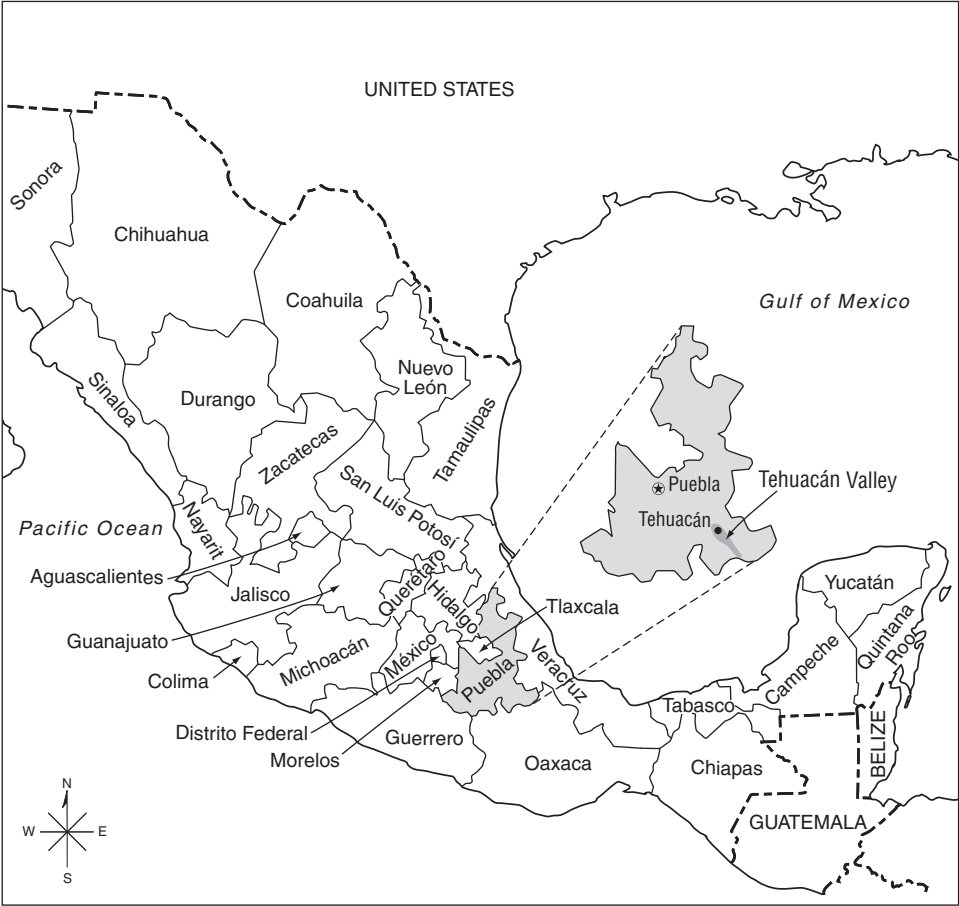 UNITED STATES
Sonora
Chihuahua
Coahuila
Gulf of Mexico
Nuevo
León
Sinaloa
Durango
Tamaulipas
Zacatecas
San Luis Potosí
Tehuacán Valley
Puebla
Tehuacán
Pacific Ocean
Nayarit
Aguascalientes
Querétaro
Hidalgo
Yucatán
Jalisco
Tlaxcala
Guanajuato
Quintana
Roo
Campeche
Michoacán
México
Veracruz
Puebla
Colima
Tabasco
Distrito Federal
Guerrero
BELIZE
Morelos
Oaxaca
Chiapas
N
W E
S
GUATEMALA